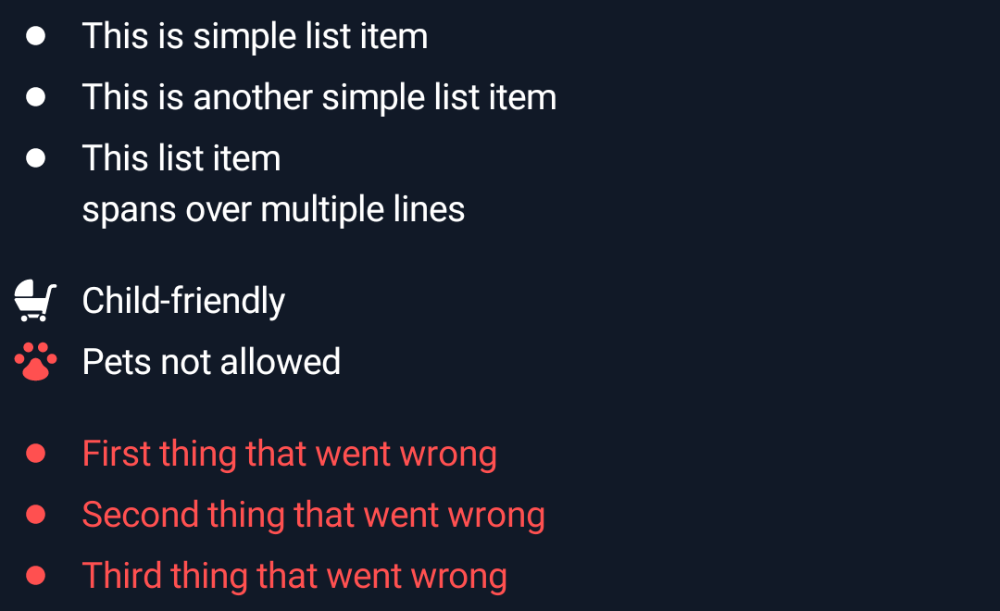 This is simple list item
This is another simple list item
This list item
spans over multiple lines
Child-friendly
Pets not allowed
First thing that went wrong
Second thing that went wrong
Third thing that went wrong